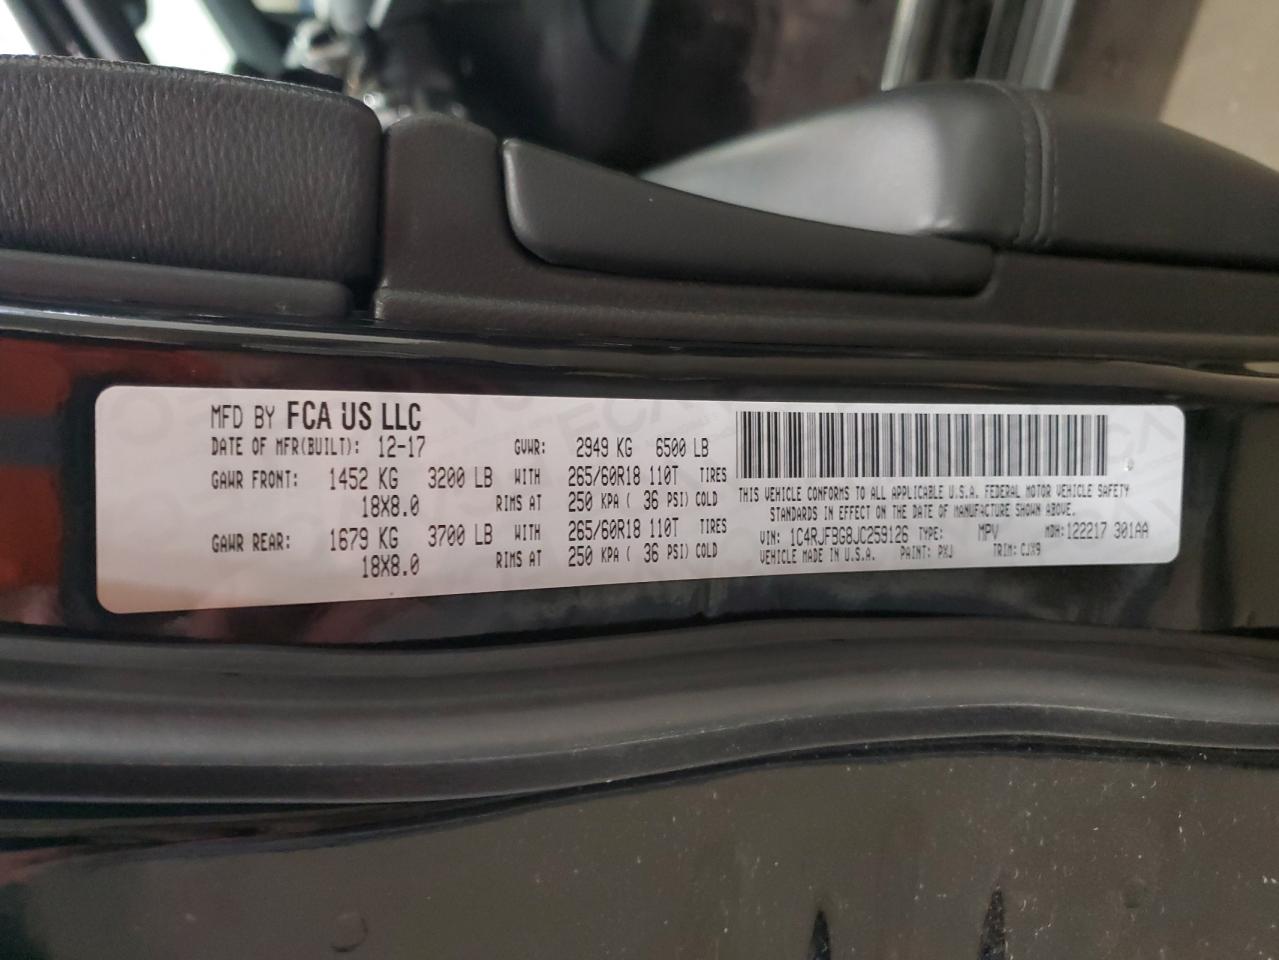 MFD BY FCA US LLC
DATE OF MFR(BUILT): 12-17 GVWR: 2949 KG 6500 LB
GAWR FRONT: 1452 KG 3200 LB WITH 265/60R18 110T TIRES
18X8.0 RIMS AT 250 KPA ( 36 PSI) COLD
GAWR REAR: 1679 KG 3700 LB WITH 265/60R18 110T TIRES
18X8.0 RIMS AT 250 KPA ( 36 PSI) COLD
THIS VEHICLE CONFORMS TO ALL APPLICABLE U.S.A. FEDERAL MOTOR VEHICLE SAFETY
STANDARDS IN EFFECT ON THE DATE OF MANUFACTURE SHOWN ABOVE.
VIN: 1C4RJFBG8JC259126 TYPE: MPV MDH: 122217 301AA
VEHICLE MADE IN U.S.A. PAINT: PXJ TRIM: CJX9